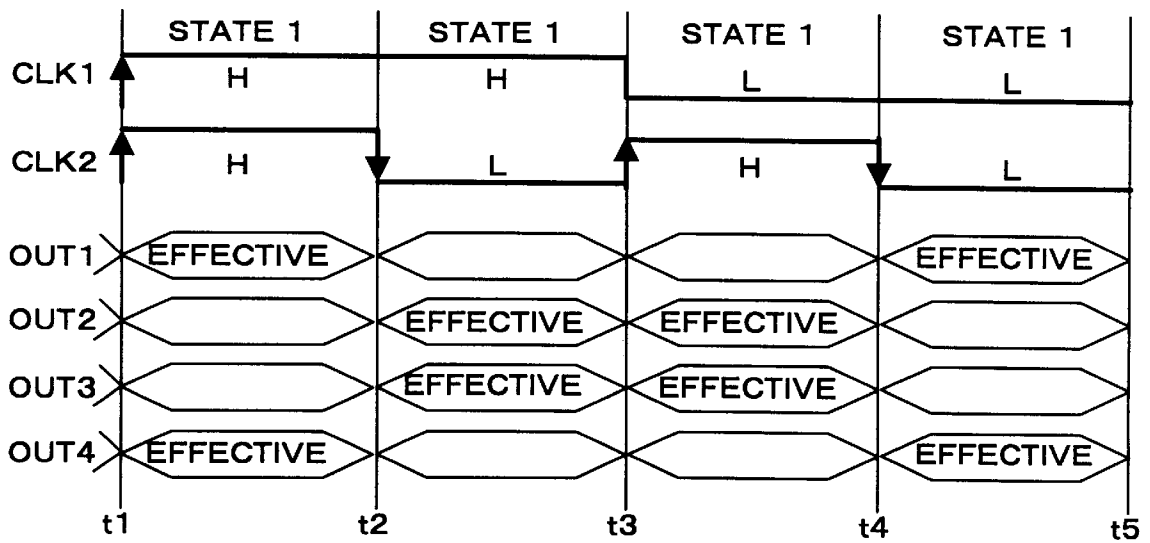 STATE 1 STATE 1 STATE 1 STATE 1
CLK1 H H L L
CLK2 H L H L
OUT1 EFFECTIVE EFFECTIVE
OUT2 EFFECTIVE EFFECTIVE
OUT3 EFFECTIVE EFFECTIVE
OUT4 EFFECTIVE EFFECTIVE
t1 t2 t3 t4 t5